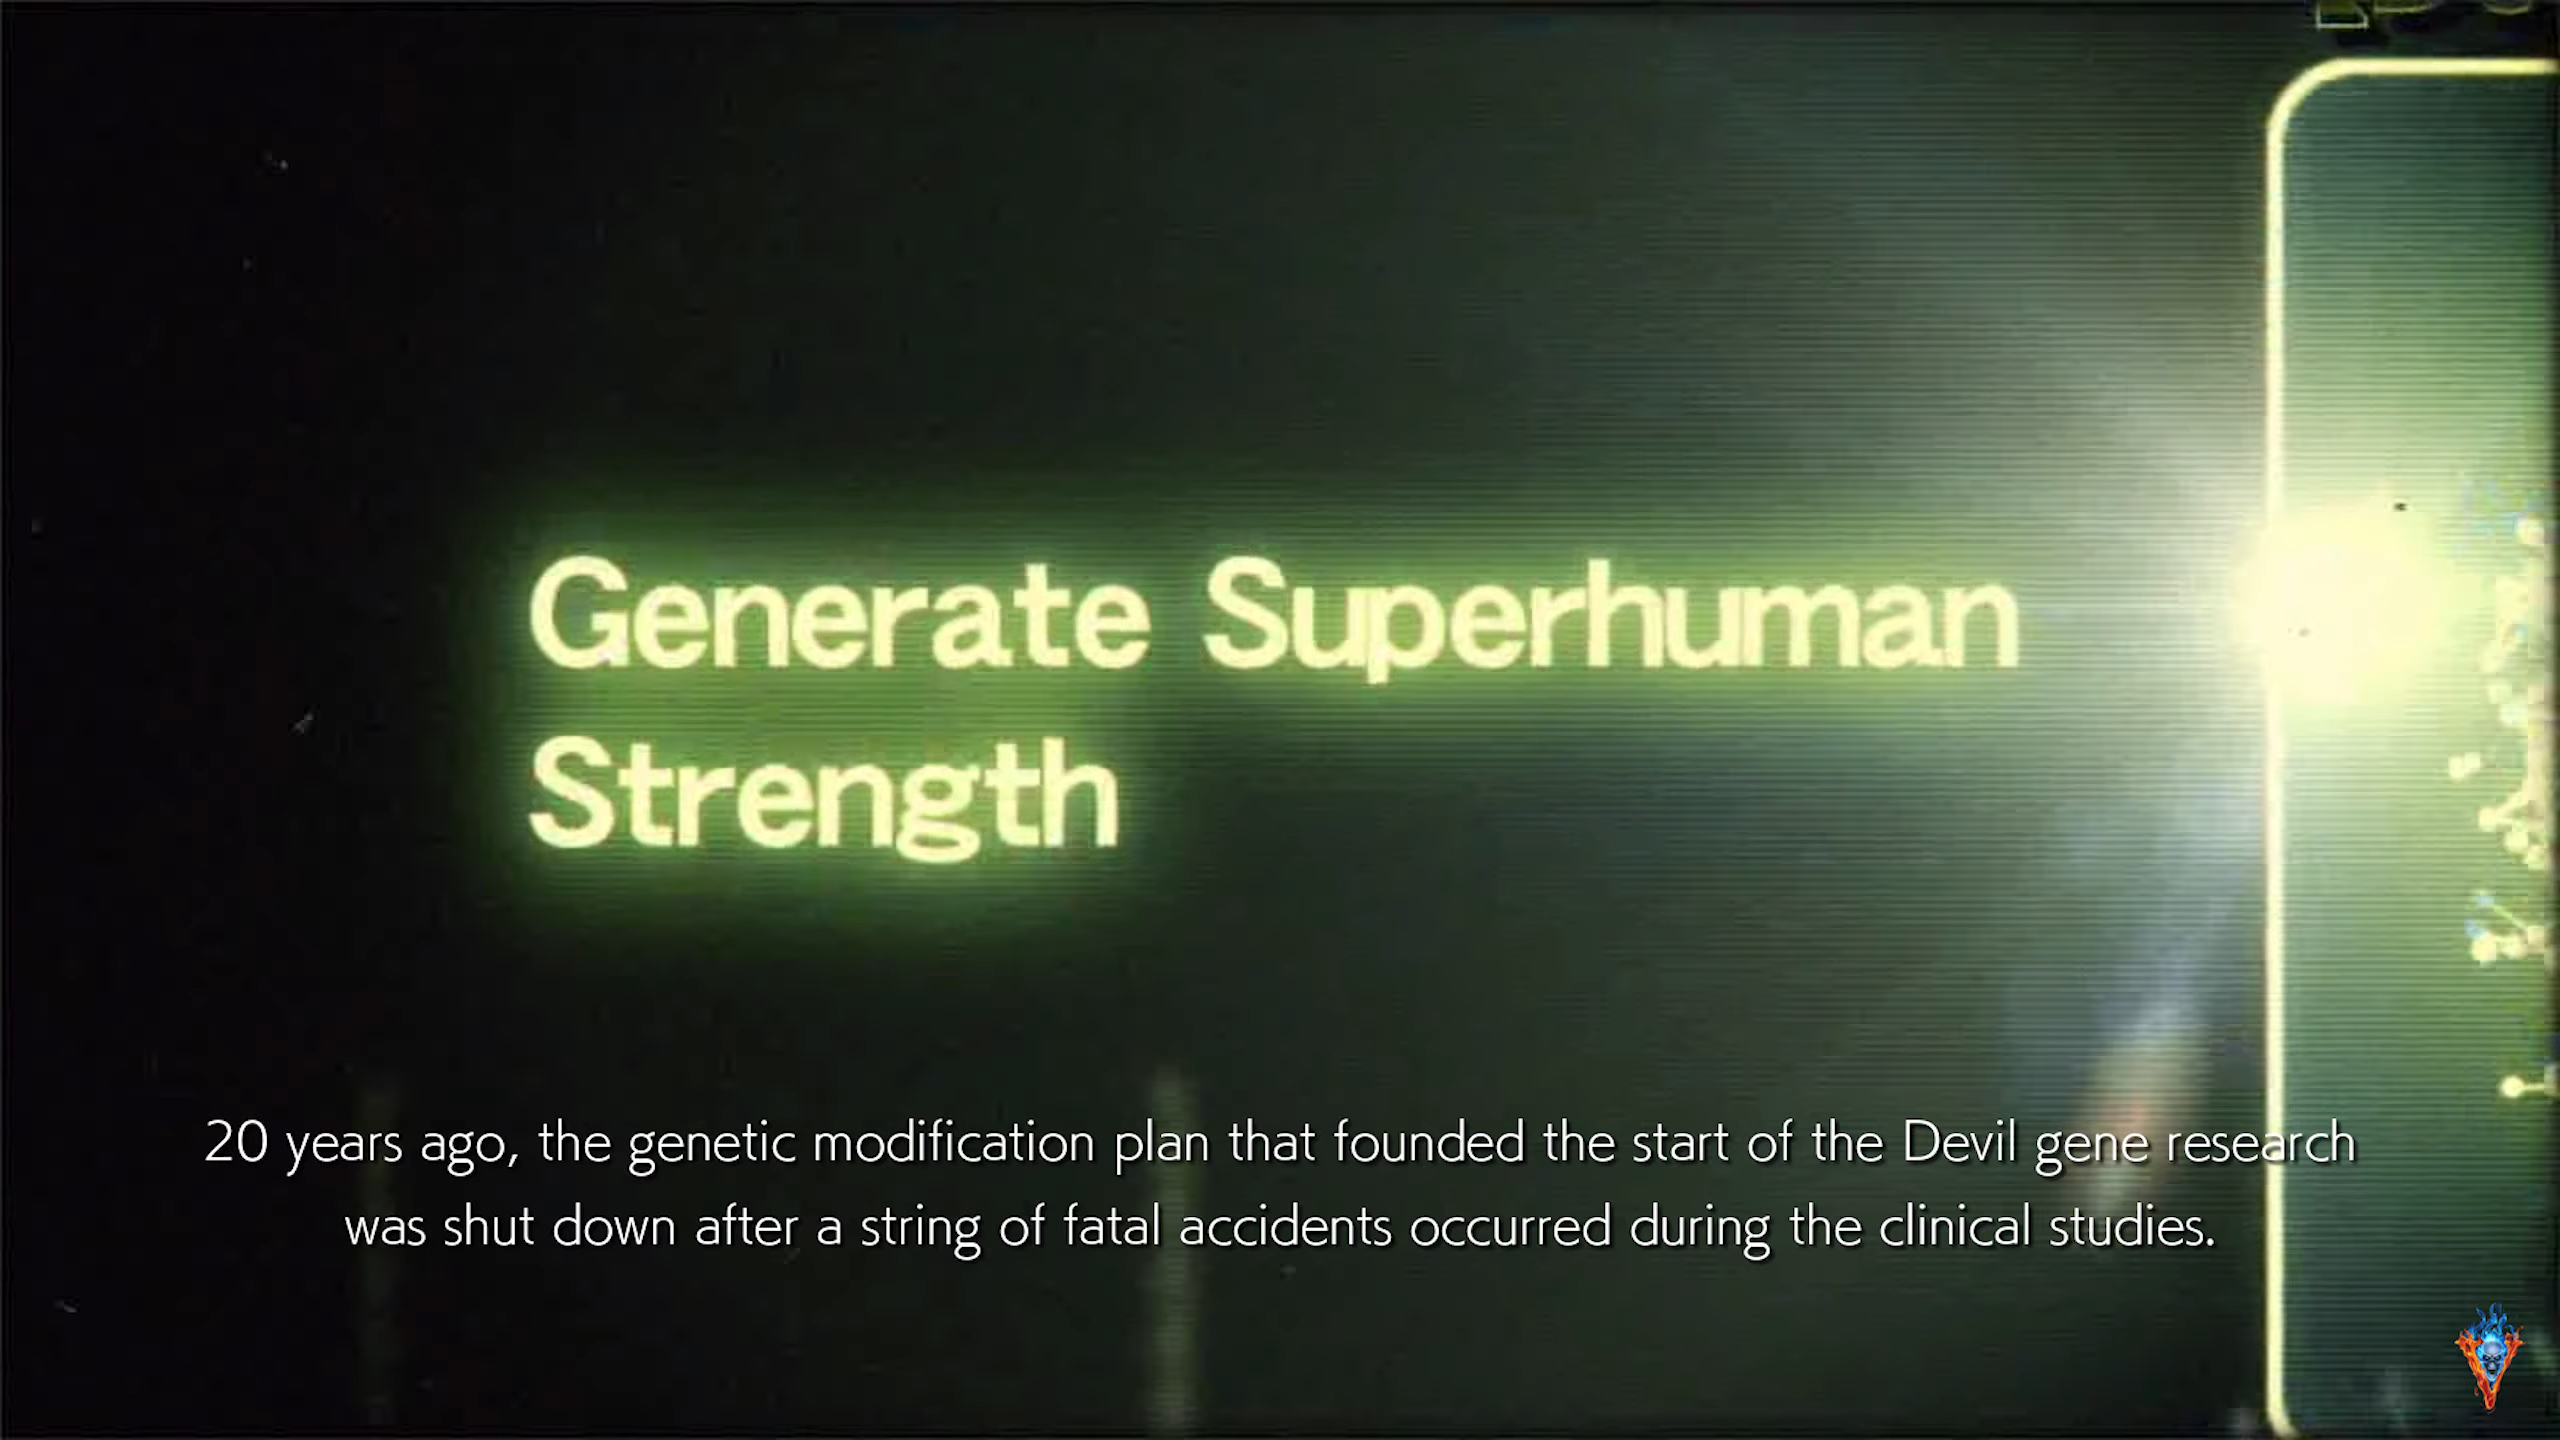 Generate Superhuman
Strength
20 years ago, the genetic modification plan that founded the start of the Devil gene research
was shut down after a string of fatal accidents occurred during the clinical studies.